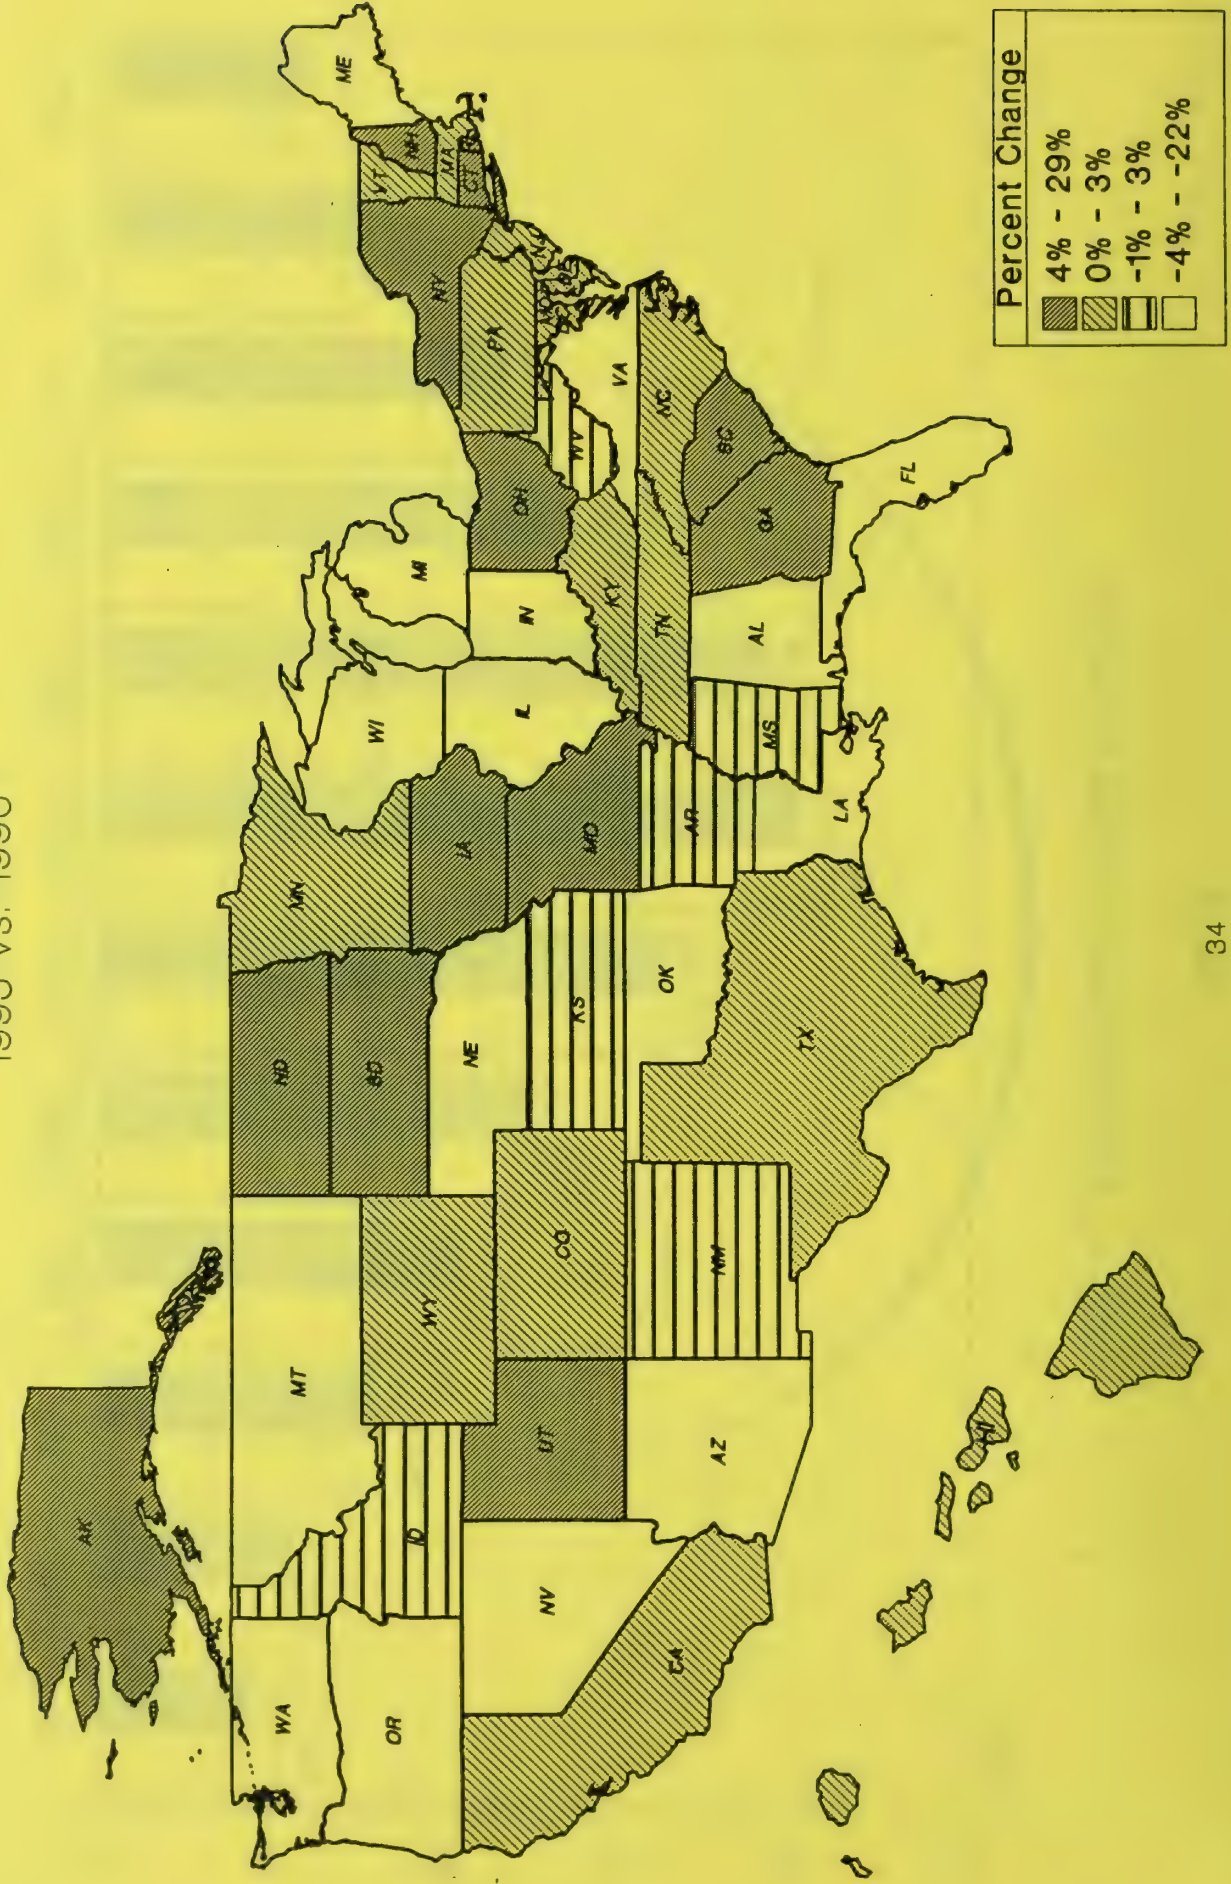 Percent Change
4% - 29%
0% - 3%
-1% - 3%
-4% - -22%
AK
WA
OR
CA
NV
ID
MT
WY
UT
AZ
CO
NM
ND
SD
NE
KS
OK
TX
MN
IA
MO
AR
LA
WI
IL
MS
MI
IN
KY
TN
AL
OH
GA
FL
WV
VA
NC
SC
PA
NY
VT
NH
MA
CT
ME
HI
34